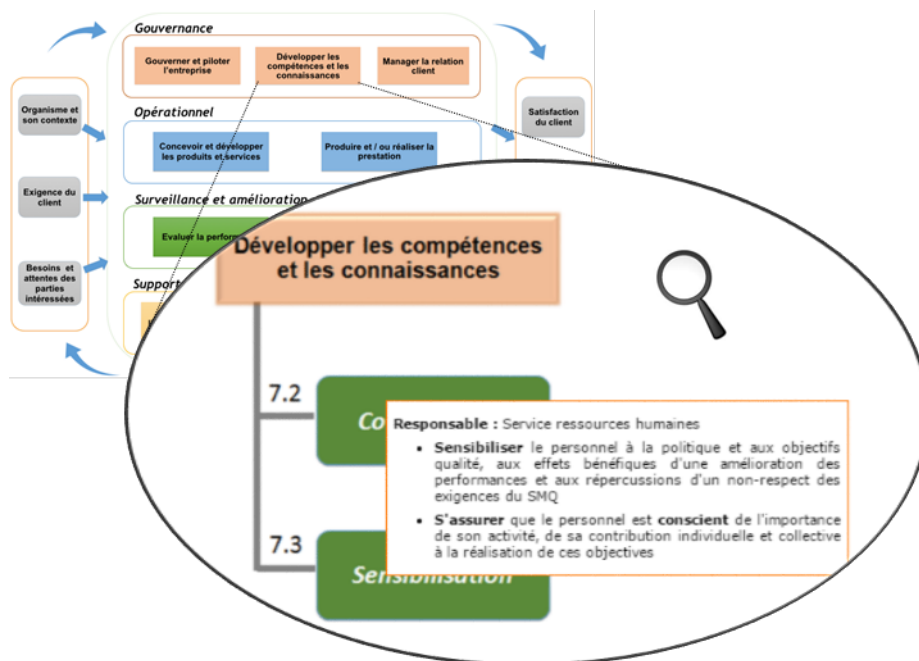 Gouvernance
Gouverner et piloter
l'entreprise
Développer les
compétences et les
connaissances
Manager la relation
client
Organisme et
son contexte
Exigence du
client
Besoins et
attentes des
parties
intéressées
Opérationnel
Concevoir et développer
les produits et services
Produire et / ou réaliser la
prestation
Satisfaction
du client
Surveillance et amélioration
Evaluer la perform
Support
Développer les compétences
et les connaissances
7.2
Co
Responsable : Service ressources humaines
• Sensibiliser le personnel à la politique et aux objectifs
qualité, aux effets bénéfiques d'une amélioration des
performances et aux répercussions d'un non-respect des
exigences du SMQ
• S'assurer que le personnel est conscient de l'importance
de son activité, de sa contribution individuelle et collective
à la réalisation de ces objectives
7.3
Sensibilisation